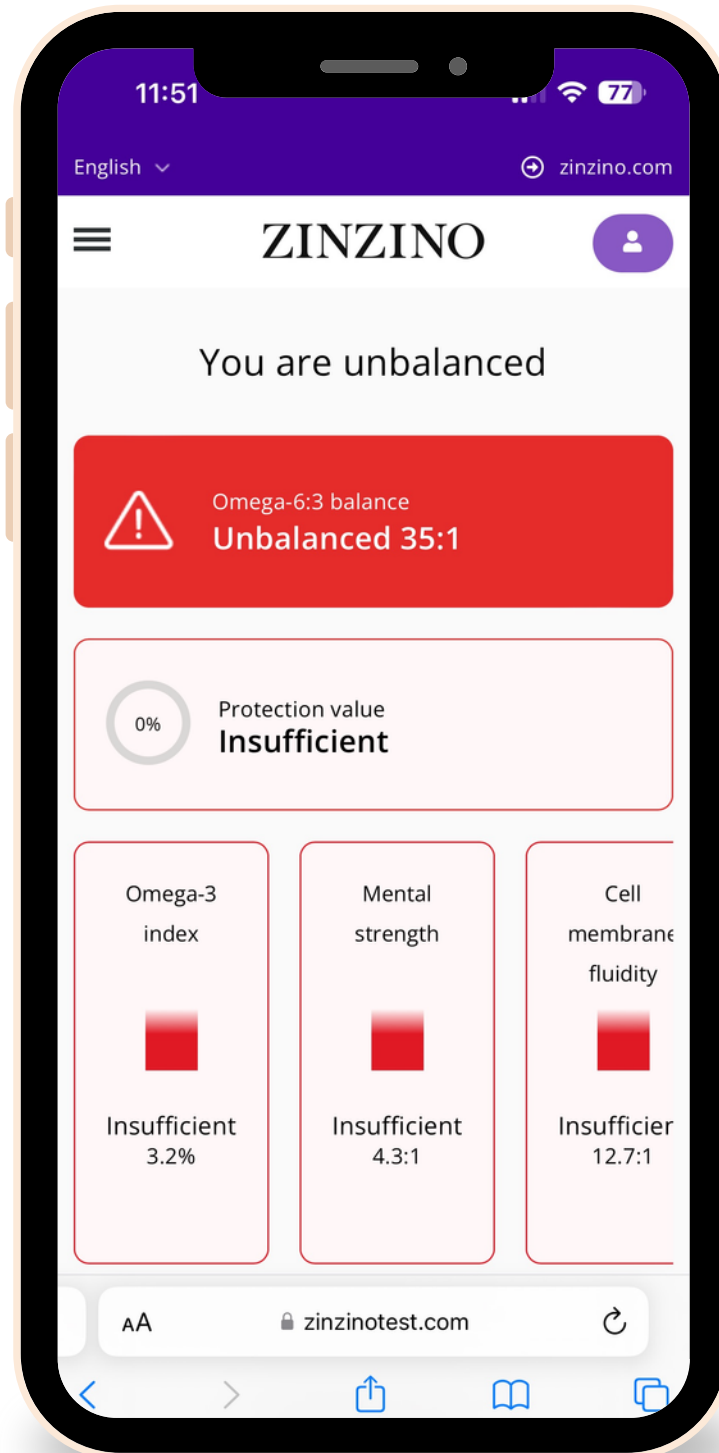 11:51
77
English
zinzino.com
ZINZINO
You are unbalanced
Omega-6:3 balance
Unbalanced 35:1
0%
Protection value
Insufficient
Omega-3
index
Insufficient
3.2%
Mental
strength
Insufficient
4.3:1
Cell
membrane
fluidity
Insufficien
12.7:1
AA
zinzinotest.com